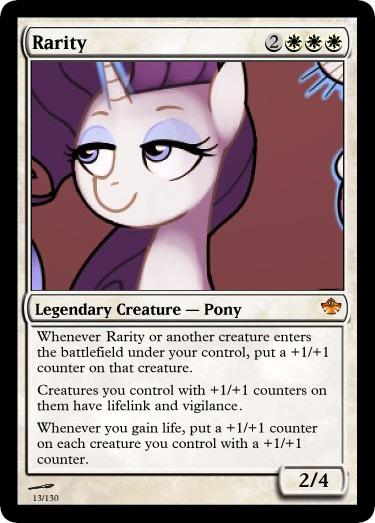 Rarity 2
Legendary Creature — Pony
Whenever Rarity or another creature enters
the battlefield under your control, put a +1/+1
counter on that creature.
Creatures you control with +1/+1 counters on
them have lifelink and vigilance.
Whenever you gain life, put a +1/+1 counter
on each creature you control with a +1/+1
counter.
2/4
13/130